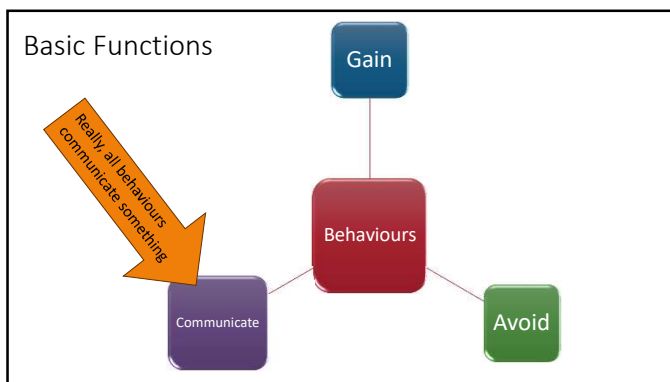 Basic Functions
Gain
Really, all behaviours
communicate something
Behaviours
Communicate
Avoid